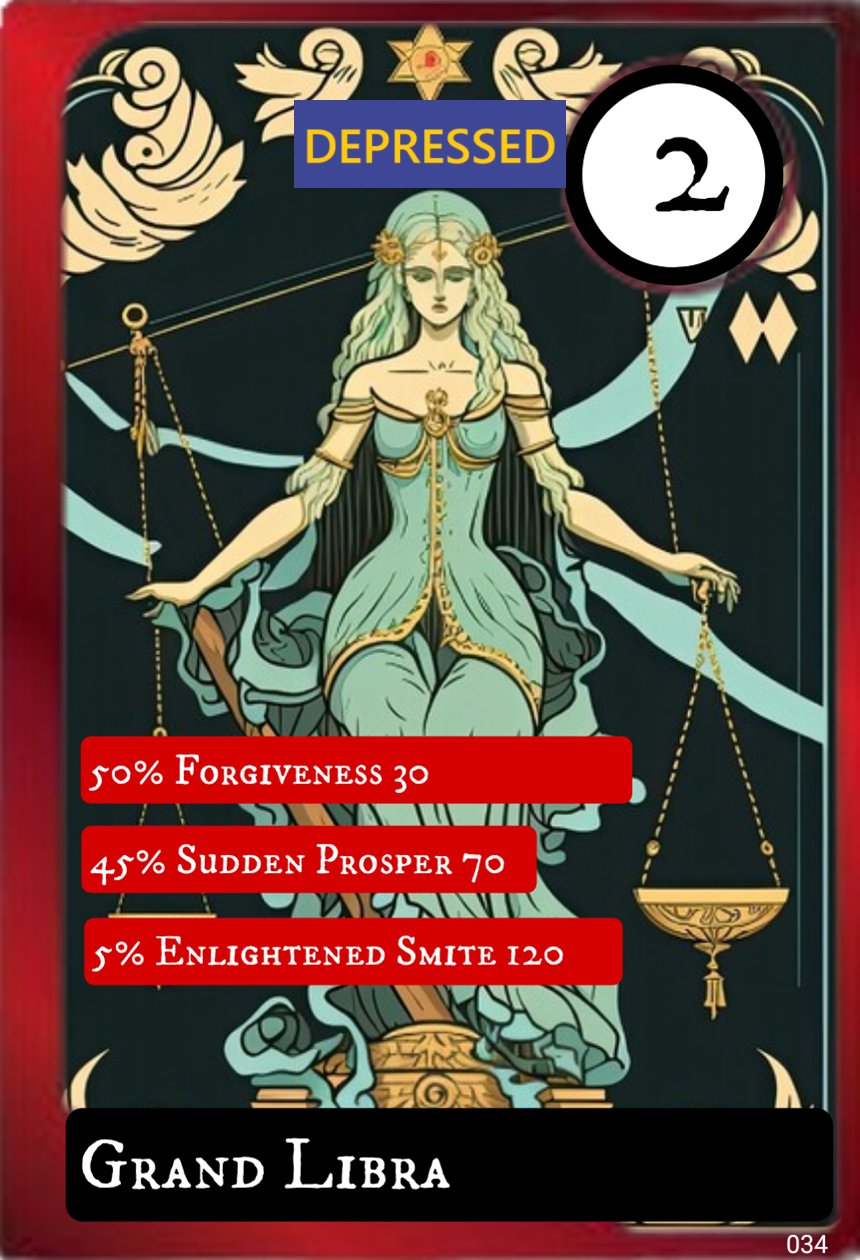 DEPRESSED
2
50% Forgiveness 30
45% Sudden Prosper 70
5% Enlightened Smite 120
Grand Libra
034